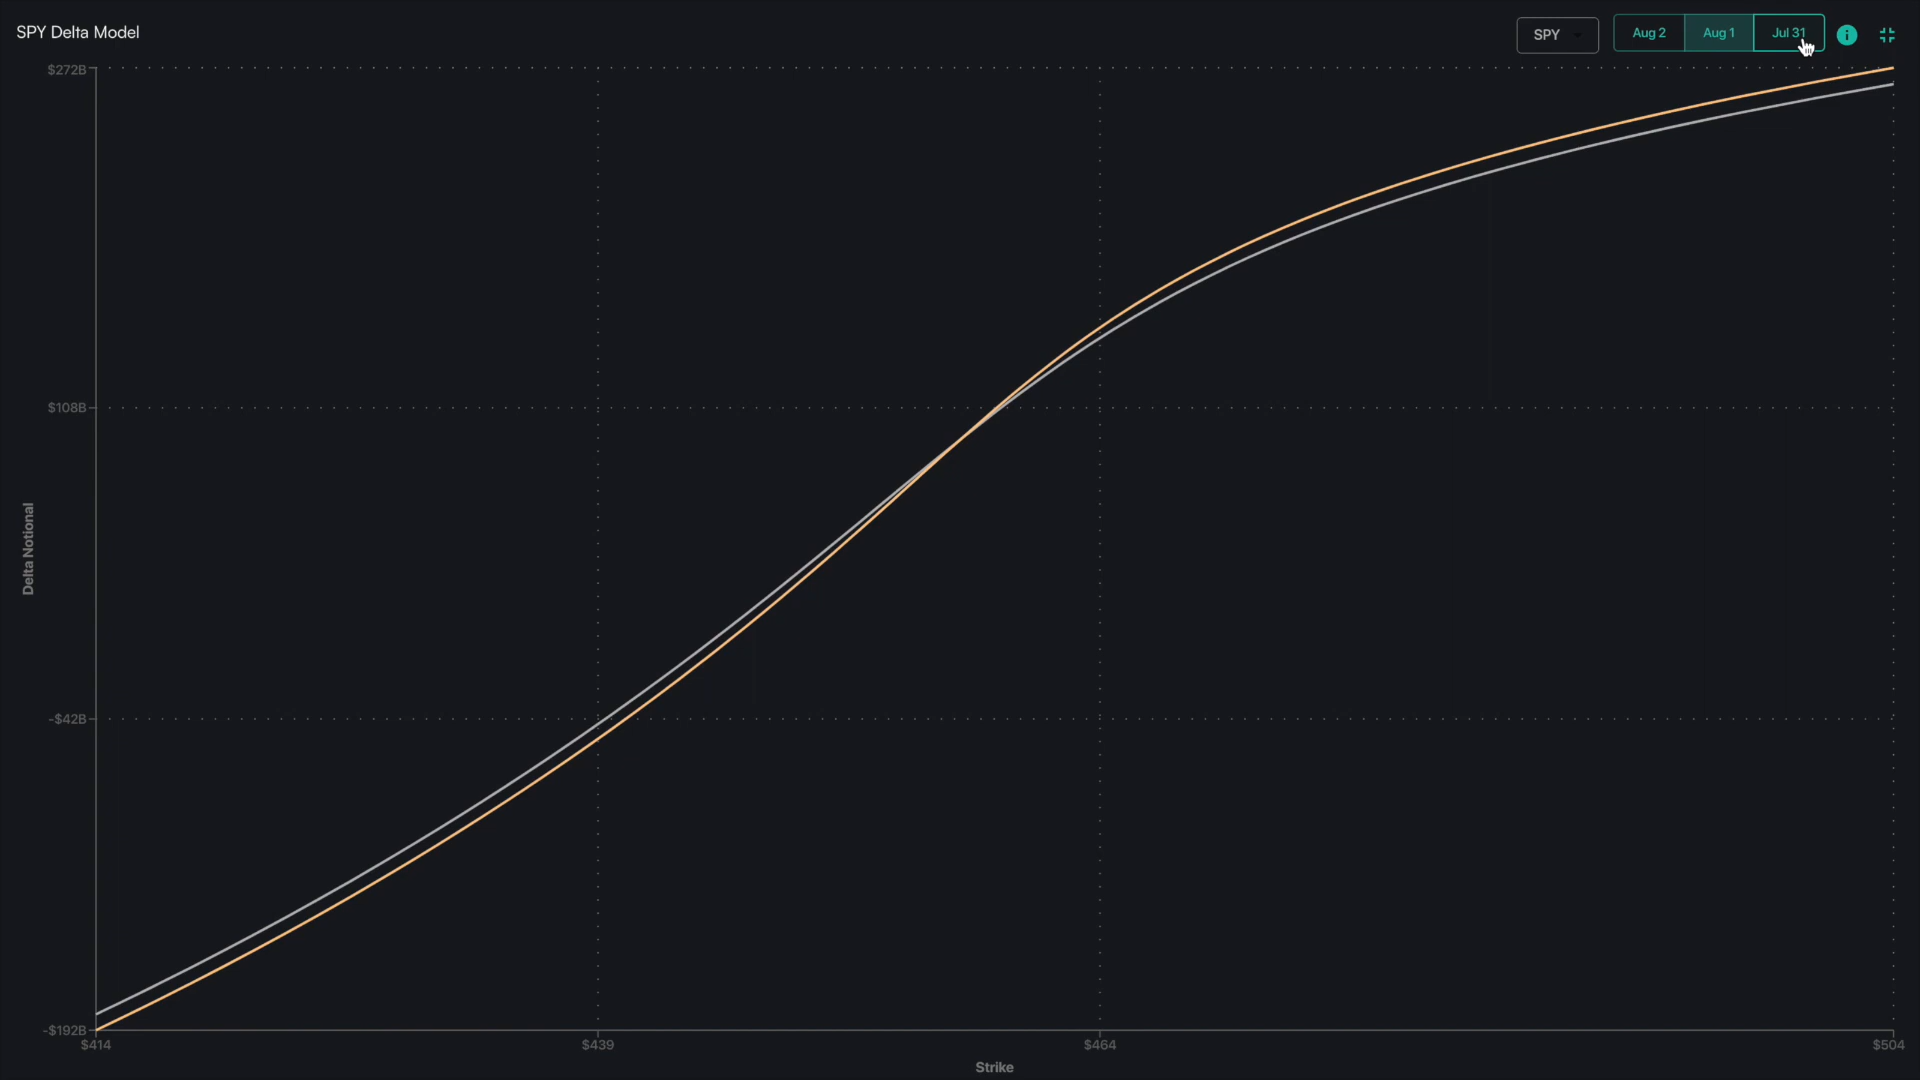 SPY Delta Model
SPY
Aug 2
Aug 1
Jul 31
i
$272B
$108B
-$42B
-$192B
Delta Notional
$414
$439
$464
$504
Strike